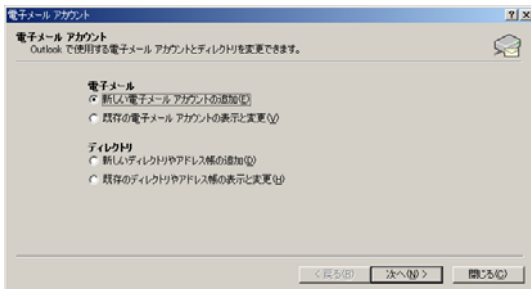 電子メール アカウント
電子メール アカウント
Outlook で使用する電子メール アカウントとディレクトリを変更できます。
電子メール
新しい電子メール アカウントの追加(E)
既存の電子メール アカウントの表示と変更(V)
ディレクトリ
新しいディレクトリやアドレス帳の追加(D)
既存のディレクトリやアドレス帳の表示と変更(H)
< 戻る(B)
次へ(N) >
閉じる(C)